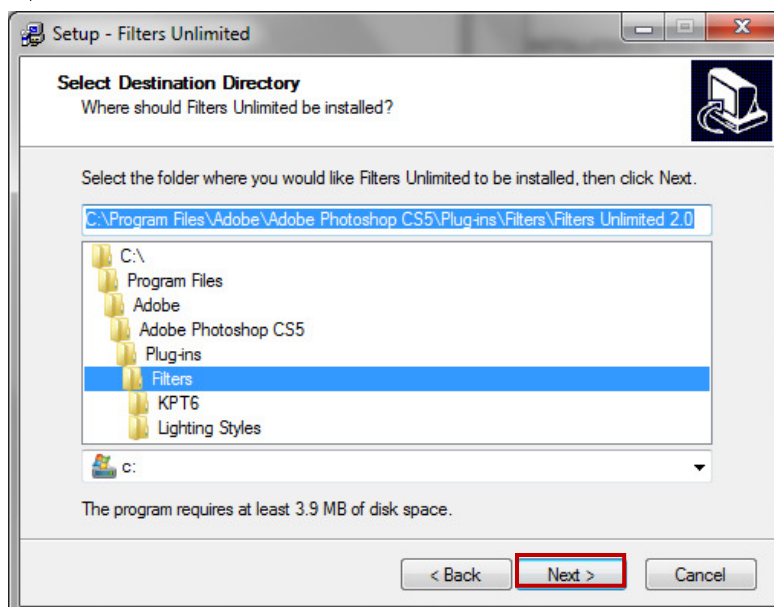 Setup - Filters Unlimited
Select Destination Directory
Where should Filters Unlimited be installed?
Select the folder where you would like Filters Unlimited to be installed, then click Next.
C:\Program Files\Adobe\Adobe Photoshop CS5\Plug-ins\Filters\Filters Unlimited 2.0
C:\
Program Files
Adobe
Adobe Photoshop CS5
Plug-ins
Filters
KPT6
Lighting Styles
c:
The program requires at least 3.9 MB of disk space.
< Back Next > Cancel